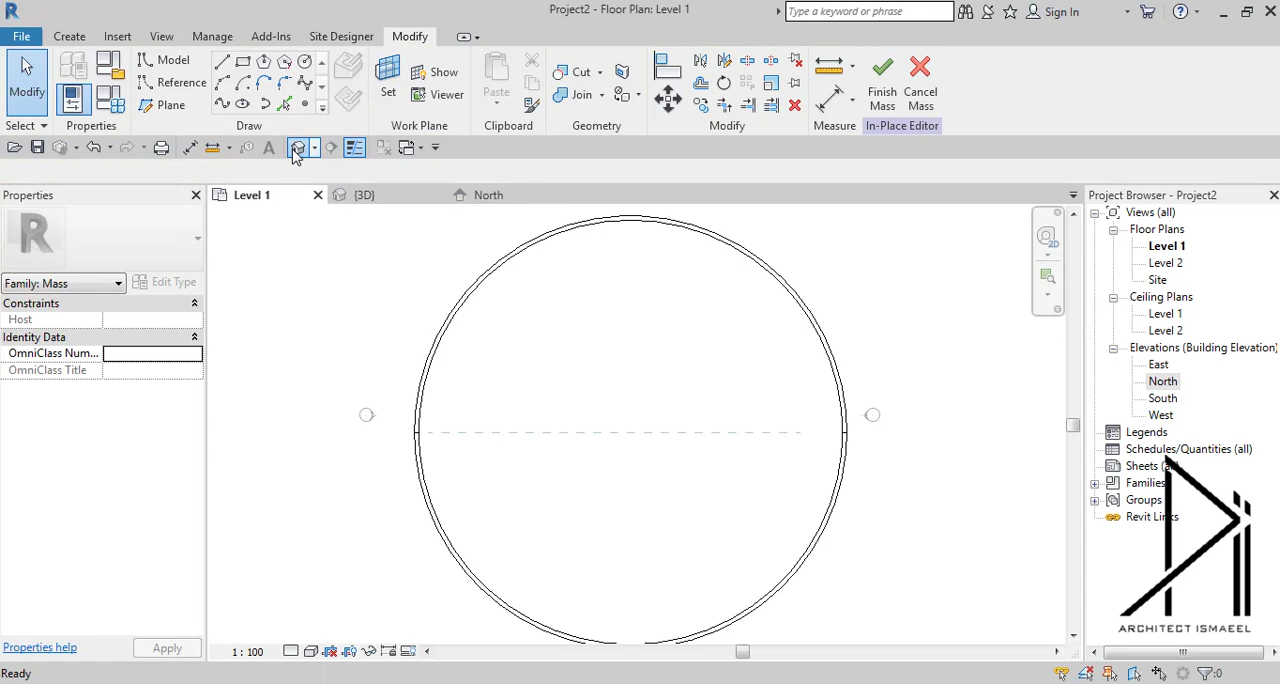 Project2 - Floor Plan: Level 1
Type a keyword or phrase
Sign In
File
Create
Insert
View
Manage
Add-Ins
Site Designer
Modify
Modify
Select
Properties
Model
Reference
Plane
Draw
Set
Show
Viewer
Work Plane
Paste
Clipboard
Cut
Join
Geometry
Modify
Measure
Finish
Mass
Cancel
Mass
In-Place Editor
A
Properties
Level 1
{3D}
North
Project Browser - Project2
R
Family: Mass
Edit Type
Constraints
Host
Identity Data
OmniClass Num...
OmniClass Title
2D
Views (all)
Floor Plans
Level 1
Level 2
Site
Ceiling Plans
Level 1
Level 2
Elevations (Building Elevation)
East
North
South
West
Legends
Schedules/Quantities (all)
Sheets (a
Families
Groups
Revit Links
ARCHITECT ISMAEEL
Properties help
Apply
1 : 100
Ready
:0